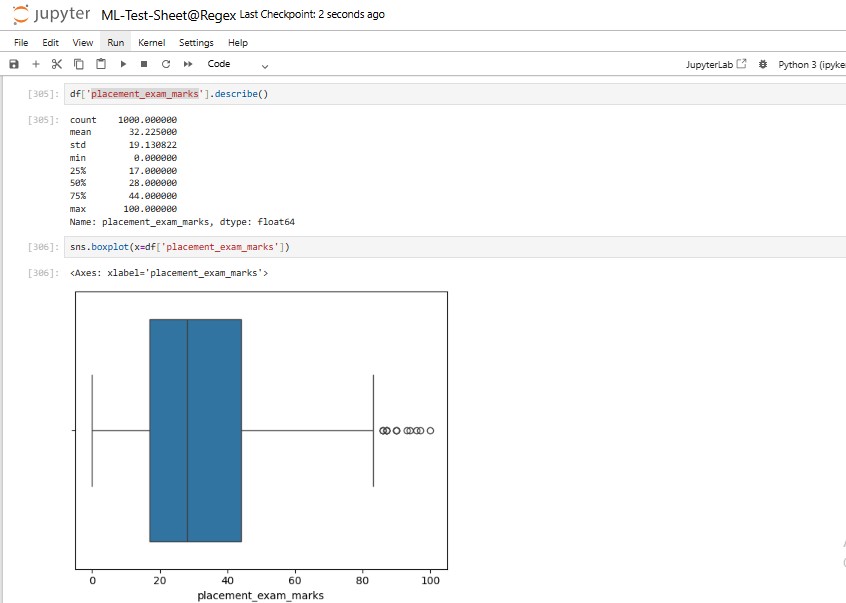 jupyter ML-Test-Sheet@Regex Last Checkpoint: 2 seconds ago
File Edit View Run Kernel Settings Help
Code JupyterLab Python 3 (ipyke
[305]: df['placement_exam_marks'].describe()
[305]: count 1000.000000
mean 32.225000
std 19.130822
min 0.000000
25% 17.000000
50% 28.000000
75% 44.000000
max 100.000000
Name: placement_exam_marks, dtype: float64
[306]: sns.boxplot(x=df['placement_exam_marks'])
[306]: <Axes: xlabel='placement_exam_marks'>
0 20 40 60 80 100
placement_exam_marks